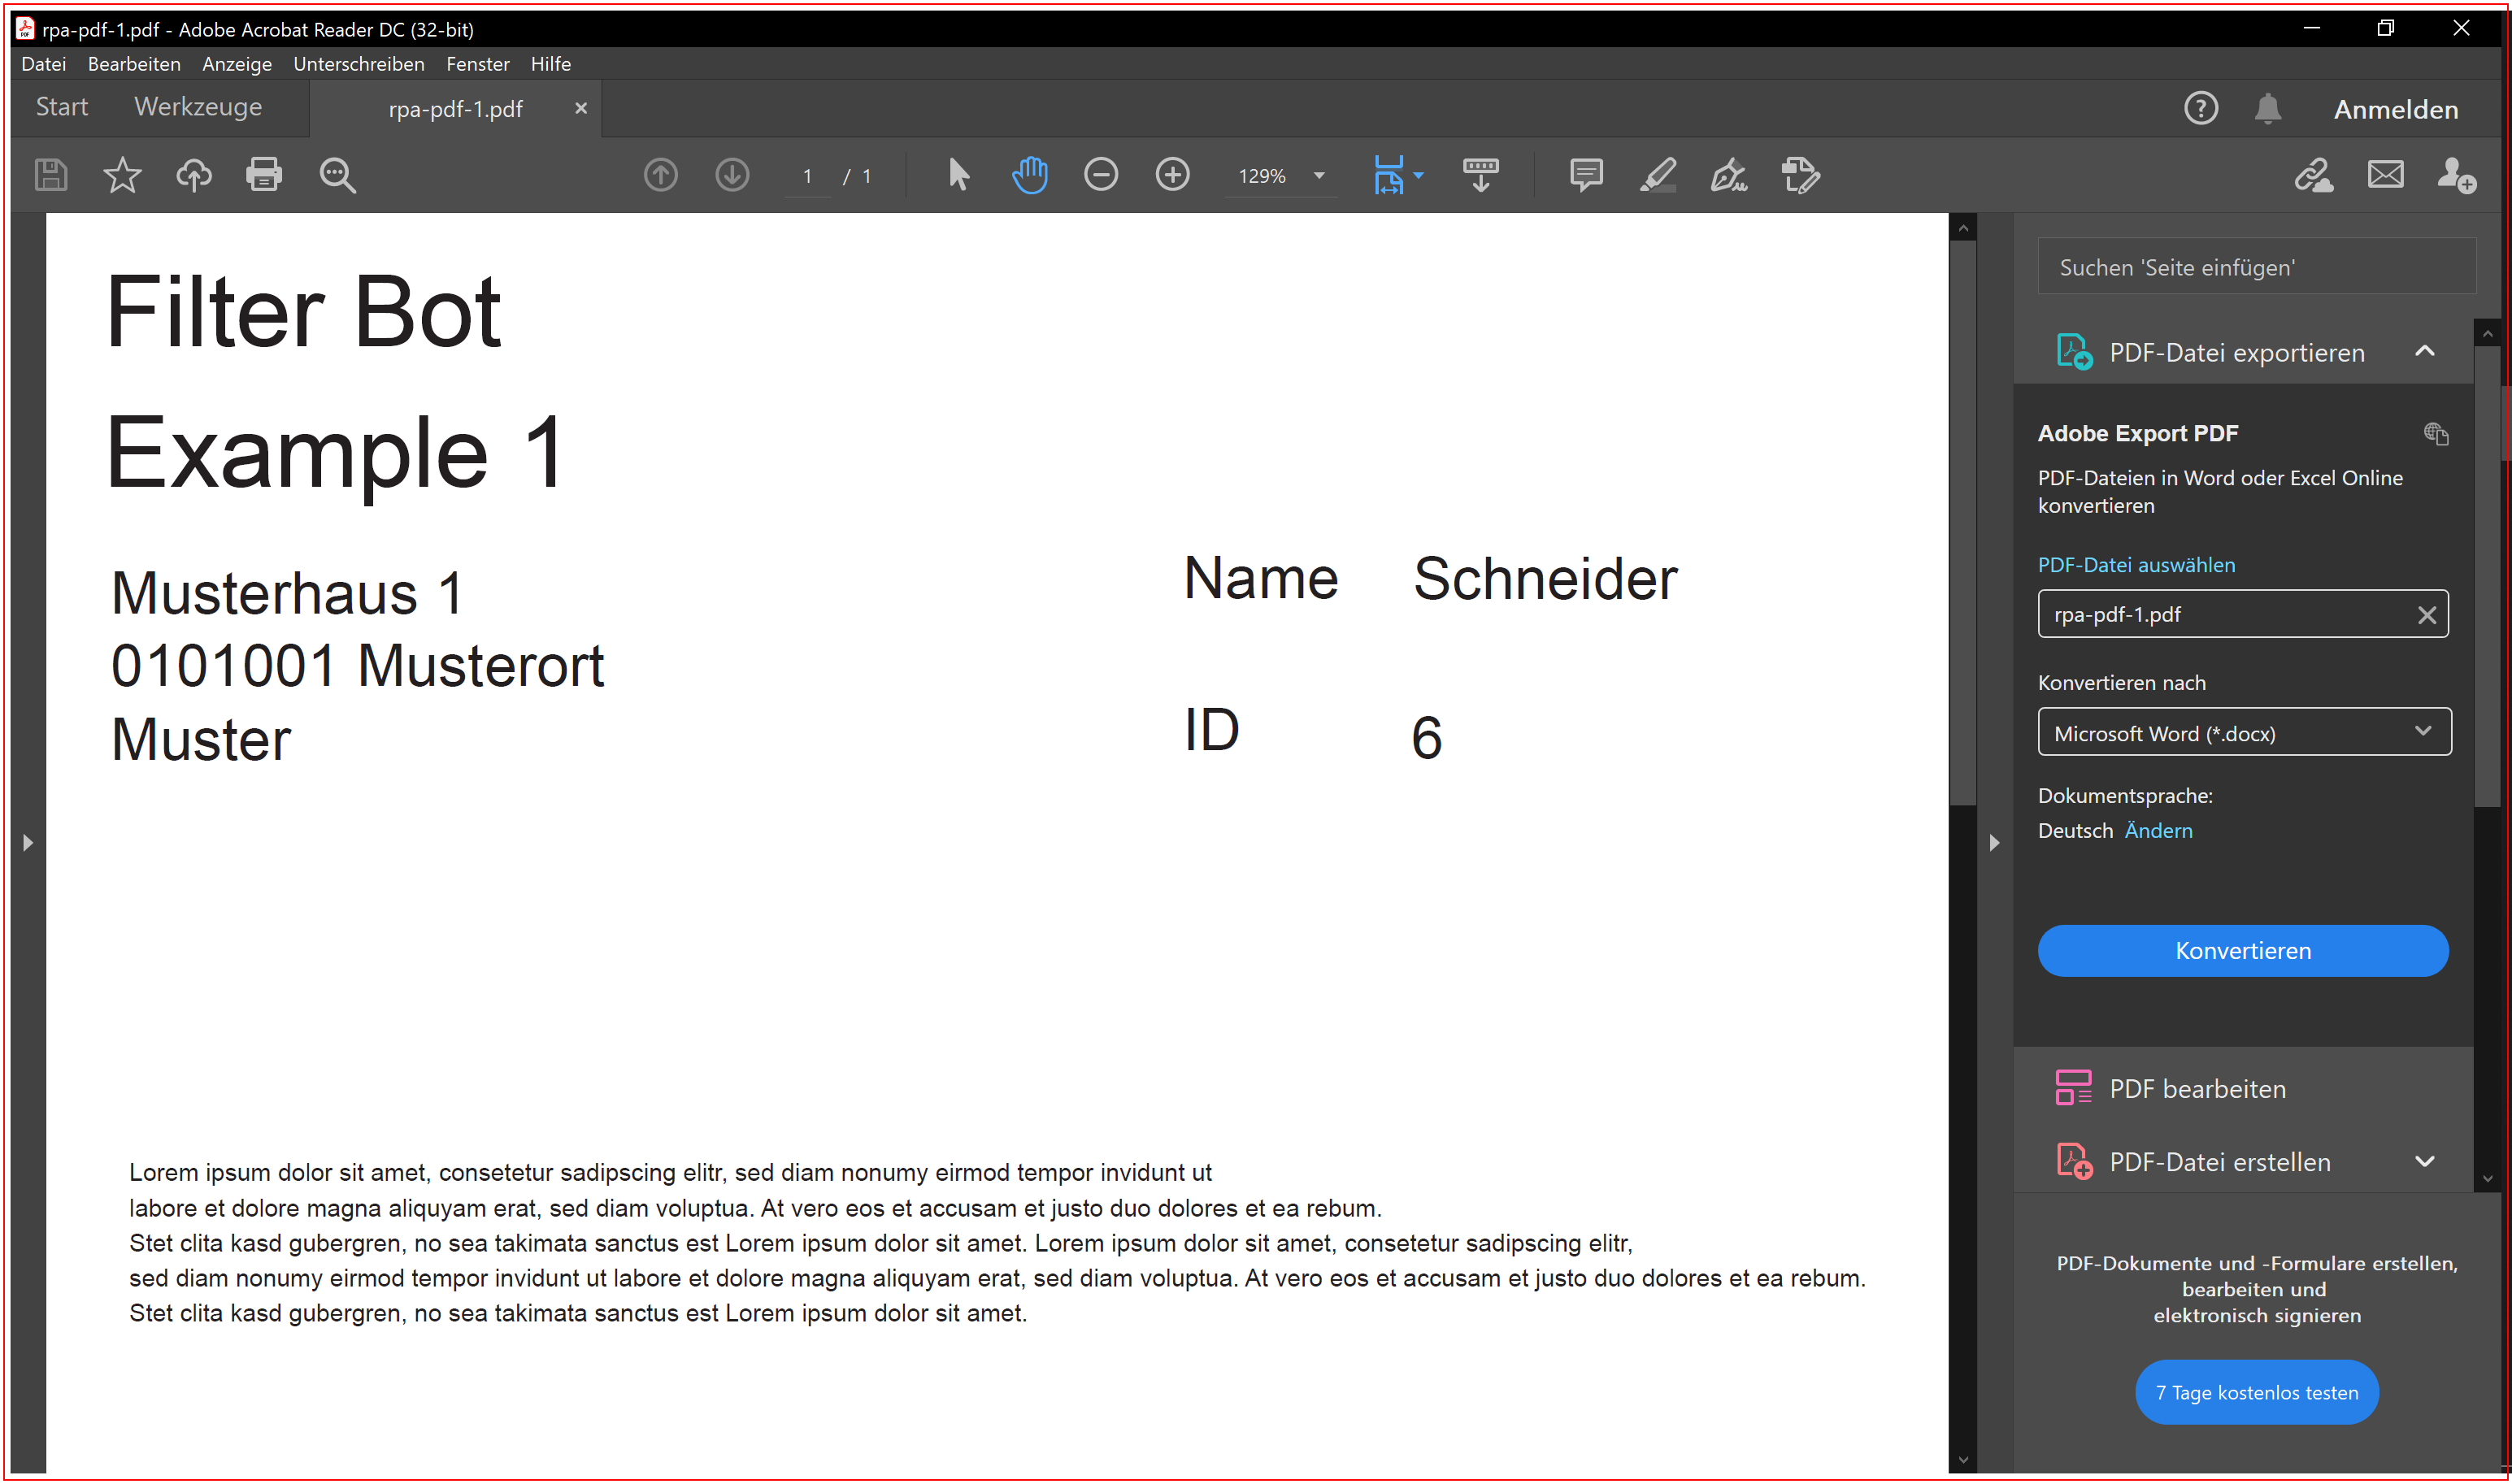 rpa-pdf-1.pdf - Adobe Acrobat Reader DC (32-bit)
Datei Bearbeiten Anzeige Unterschreiben Fenster Hilfe
Start Werkzeuge rpa-pdf-1.pdf Anmelden
1 / 1 129%
Filter Bot
Example 1
Musterhaus 1
0101001 Musterort
Muster
Name Schneider
ID 6
Lorem ipsum dolor sit amet, consetetur sadipscing elitr, sed diam nonumy eirmod tempor invidunt ut
labore et dolore magna aliquyam erat, sed diam voluptua. At vero eos et accusam et justo duo dolores et ea rebum.
Stet clita kasd gubergren, no sea takimata sanctus est Lorem ipsum dolor sit amet. Lorem ipsum dolor sit amet, consetetur sadipscing elitr,
sed diam nonumy eirmod tempor invidunt ut labore et dolore magna aliquyam erat, sed diam voluptua. At vero eos et accusam et justo duo dolores et ea rebum.
Stet clita kasd gubergren, no sea takimata sanctus est Lorem ipsum dolor sit amet.
Suchen 'Seite einfügen'
PDF-Datei exportieren
Adobe Export PDF
PDF-Dateien in Word oder Excel Online
konvertieren
PDF-Datei auswählen
rpa-pdf-1.pdf
Konvertieren nach
Microsoft Word (*.docx)
Dokumentsprache:
Deutsch Ändern
Konvertieren
PDF bearbeiten
PDF-Datei erstellen
PDF-Dokumente und -Formulare erstellen,
bearbeiten und
elektronisch signieren
7 Tage kostenlos testen